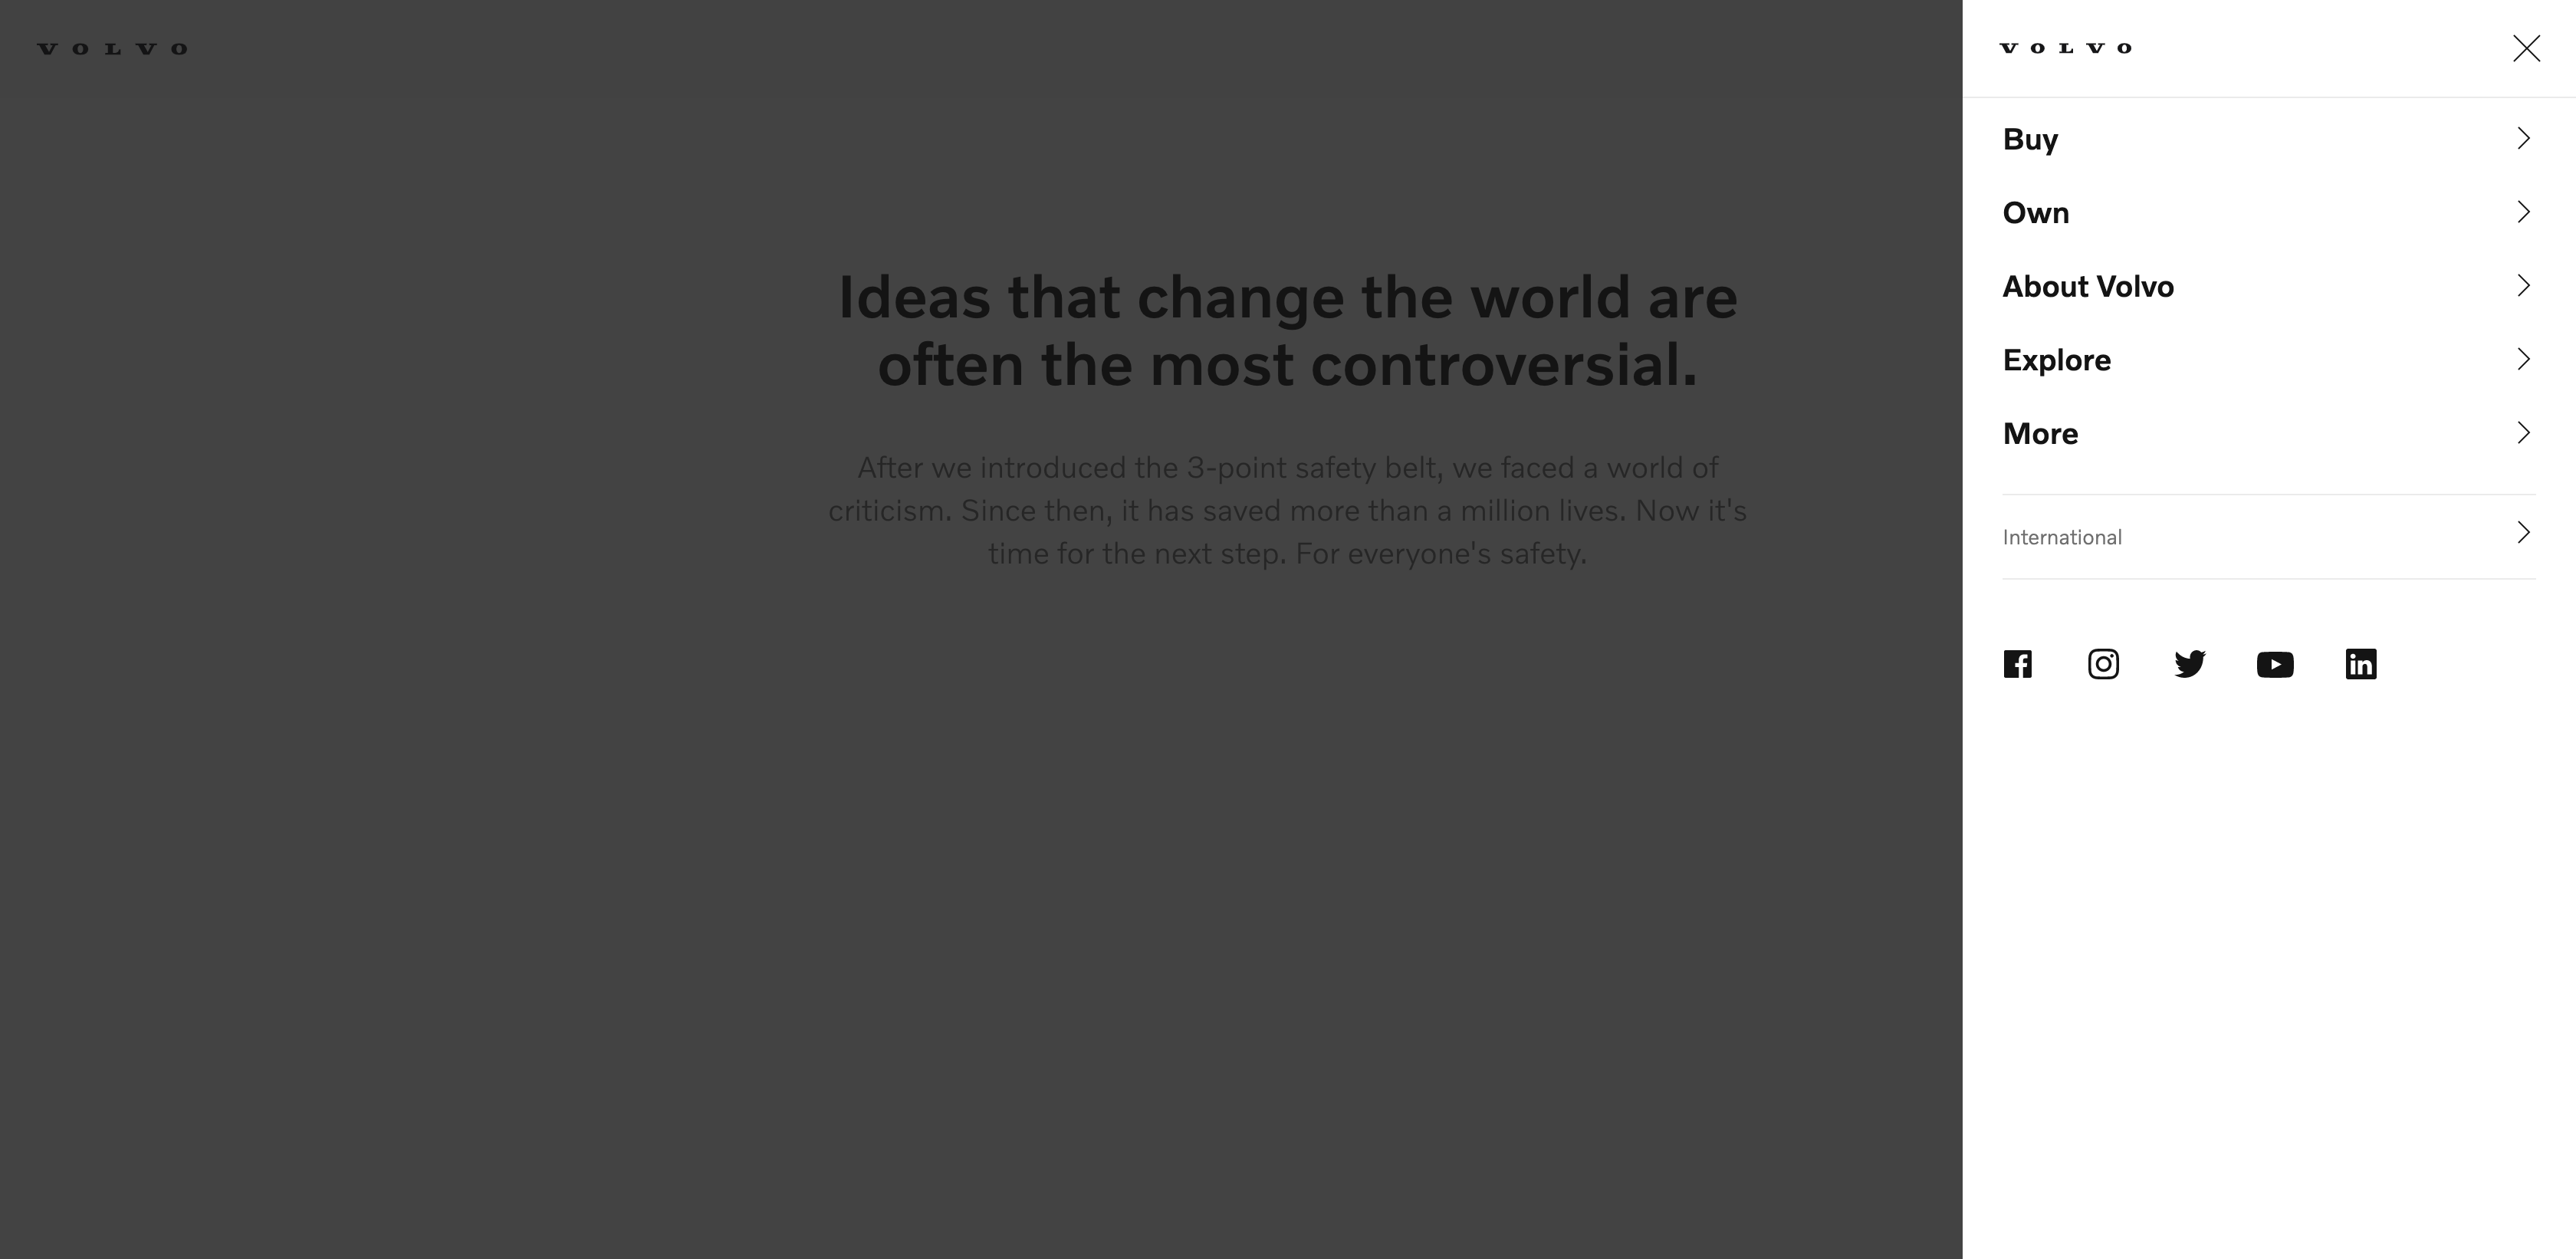 VOLVO
Ideas that change the world are
often the most controversial.
After we introduced the 3-point safety belt, we faced a world of
criticism. Since then, it has saved more than a million lives. Now it's
time for the next step. For everyone's safety.
VOLVO
Buy
Own
About Volvo
Explore
More
International